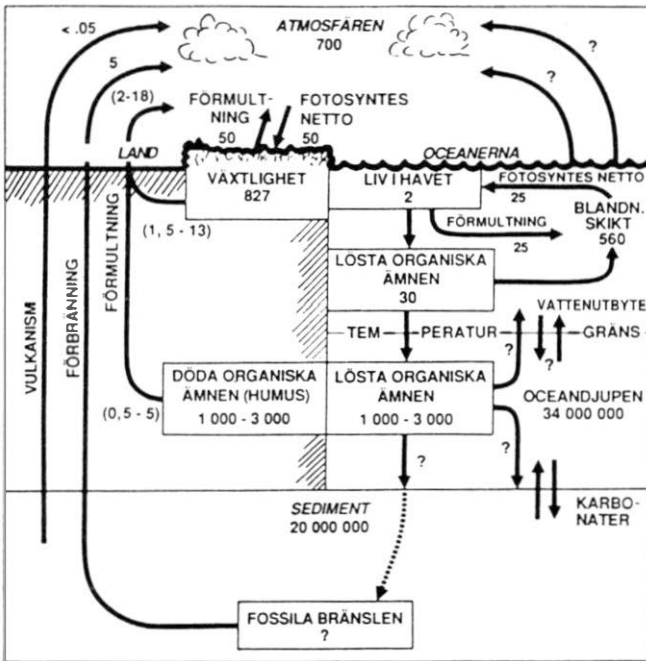 < .05
ATMOSFÄREN
700
?
5
?
(2-18)
FÖRMULT-
NING
50
FOTOSYNTES
NETTO
50
LAND
OCEANERNA
VÄXTLIGHET
827
LIV I HAVET
2
FOTOSYNTES NETTO
25
BLANDN.
SKIKT
560
FÖRMULTNING
25
(1, 5 - 13)
LÖSTA ORGANISKA
ÄMNEN
30
VATTENUTBYTE
TEM
PERATUR
GRÄNS
?
?
VULKANISM
FÖRBRÄNNING
FÖRMULTNING
DÖDA ORGANISKA
ÄMNEN (HUMUS)
1 000 - 3 000
LÖSTA ORGANISKA
ÄMNEN
1 000 - 3 000
OCEANDJUPEN
34 000 000
(0, 5 - 5)
?
?
SEDIMENT
20 000 000
KARBO-
NATER
FOSSILA BRÄNSLEN
?